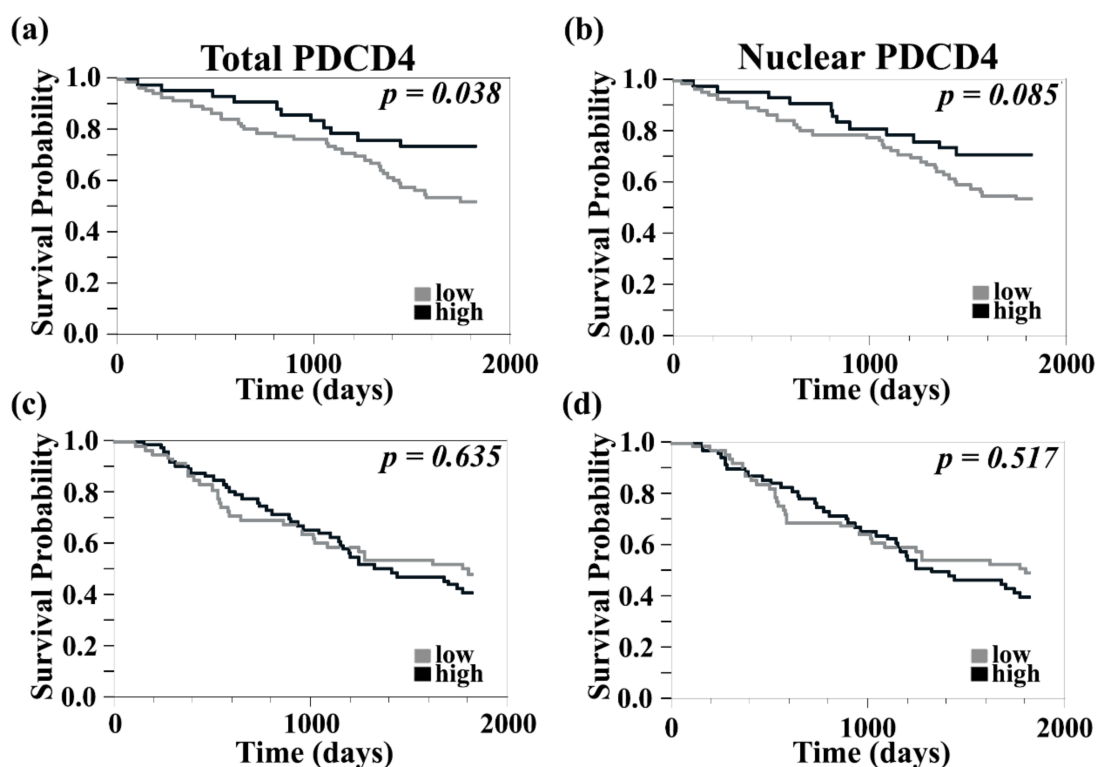 (a)
Total PDCD4
p = 0.038
Survival Probability
1.0
0.8
0.6
0.4
0.2
0.0
low
high
0 1000 2000
Time (days)
(b)
Nuclear PDCD4
p = 0.085
Survival Probability
1.0
0.8
0.6
0.4
0.2
0.0
low
high
0 1000 2000
Time (days)
(c)
p = 0.635
Survival Probability
1.0
0.8
0.6
0.4
0.2
0.0
low
high
0 1000 2000
Time (days)
(d)
p = 0.517
Survival Probability
1.0
0.8
0.6
0.4
0.2
0.0
low
high
0 1000 2000
Time (days)